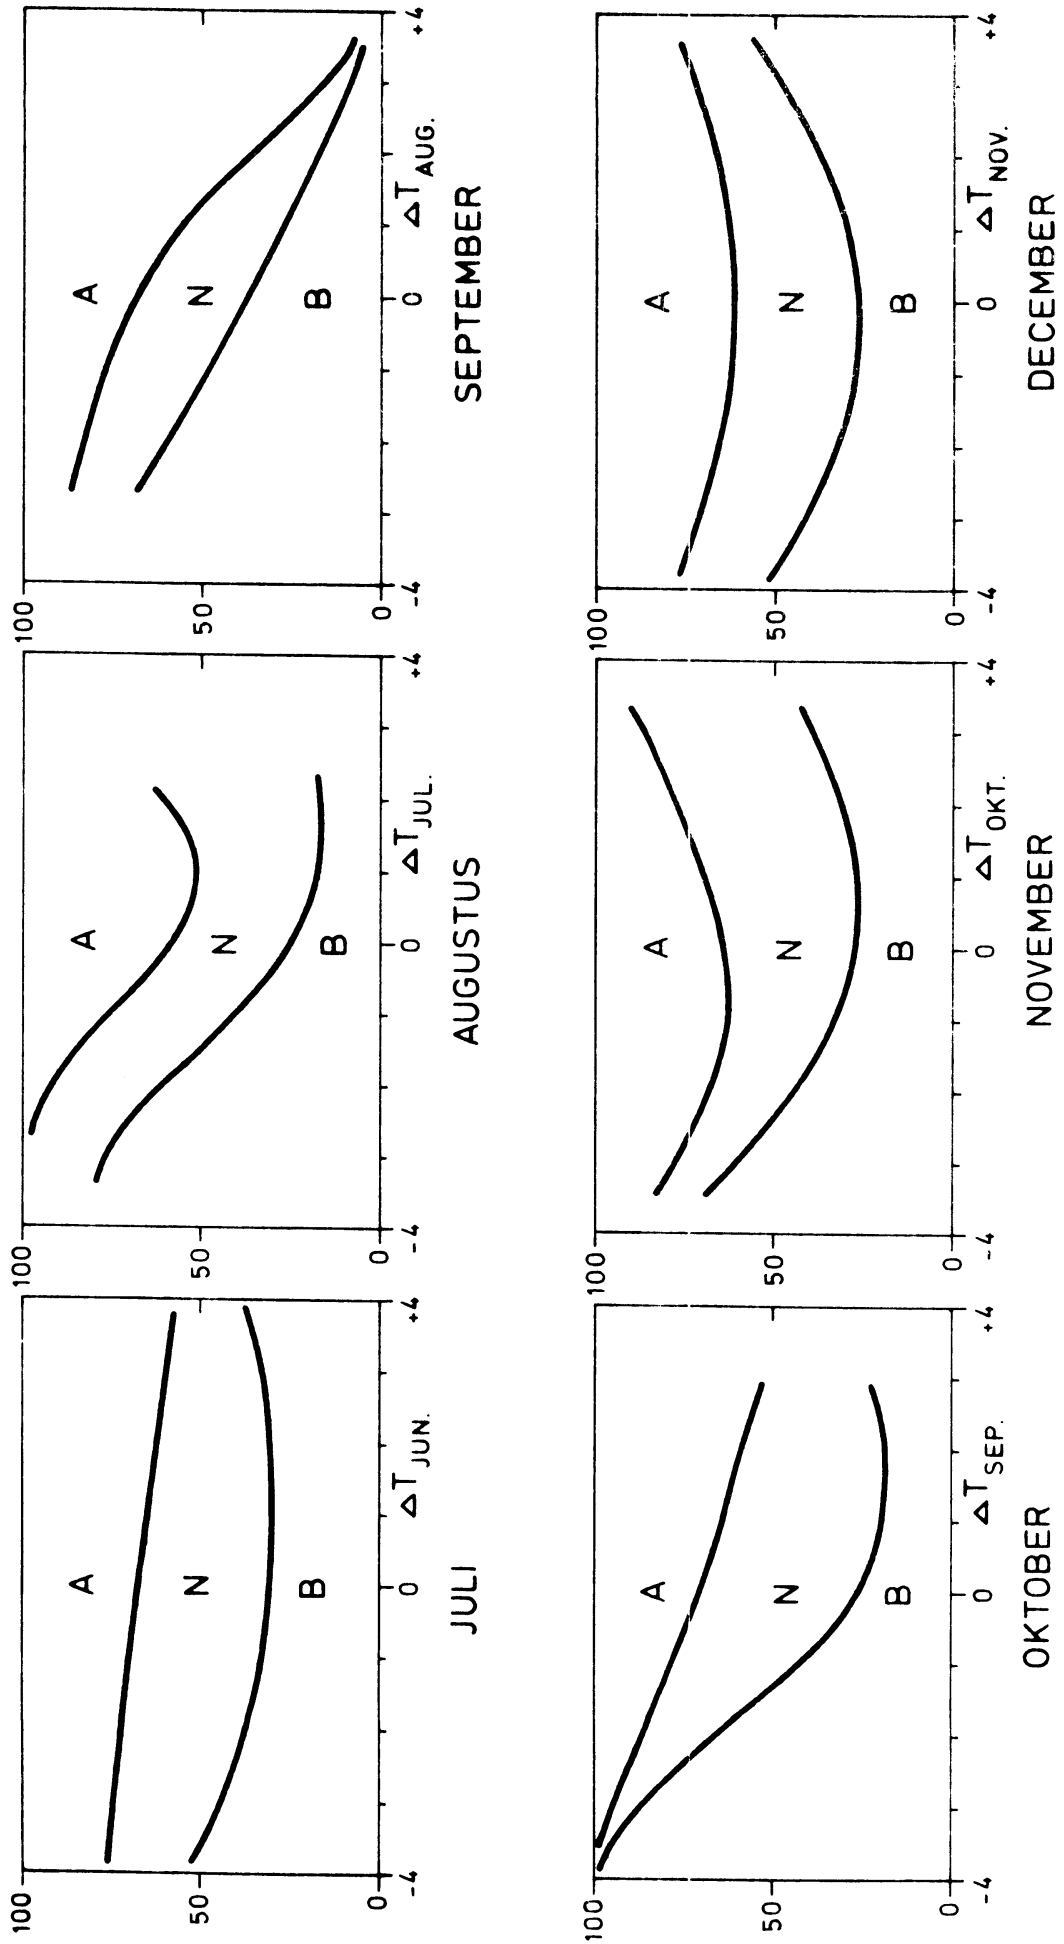 100
50
0
A
N
B
-4
0
ΔT JUN.
+4
JULI
100
50
0
A
N
B
-4
0
ΔT JUL.
+4
AUGUSTUS
100
50
0
A
N
B
-4
0
ΔT AUG.
+4
SEPTEMBER
100
50
0
A
N
B
-4
0
ΔT SEP.
+4
OKTOBER
100
50
0
A
N
B
-4
0
ΔT OKT.
+4
NOVEMBER
100
50
0
A
N
B
-4
0
ΔT NOV.
+4
DECEMBER